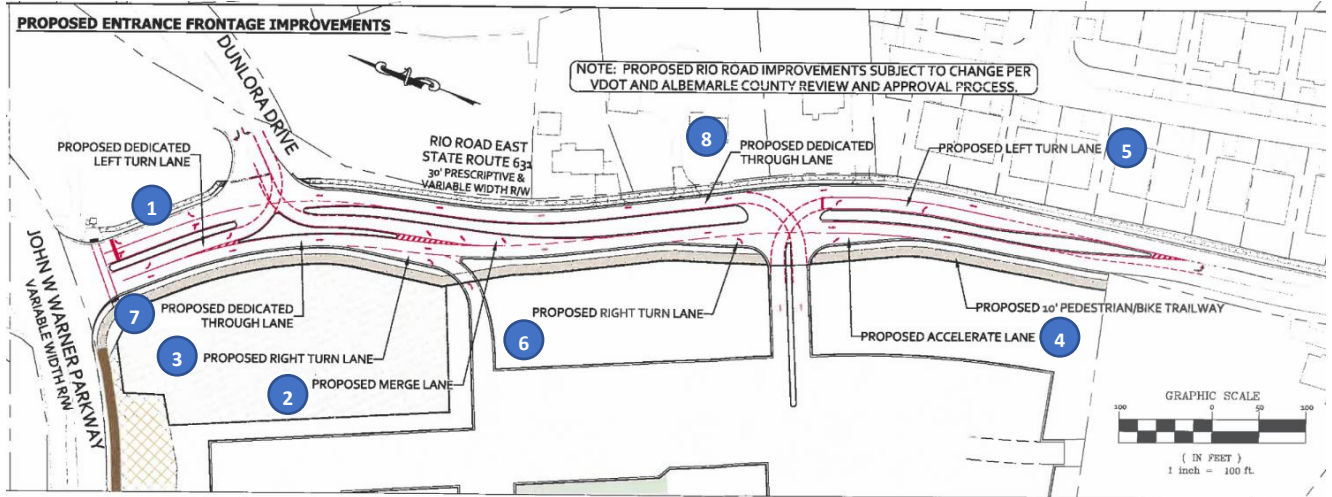 PROPOSED ENTRANCE FRONTAGE IMPROVEMENTS
DUNLORA DRIVE
NOTE: PROPOSED RIO ROAD IMPROVEMENTS SUBJECT TO CHANGE PER
VDOT AND ALBEMARLE COUNTY REVIEW AND APPROVAL PROCESS.
PROPOSED DEDICATED
LEFT TURN LANE
1
RIO ROAD EAST
STATE ROUTE 631
30' PRESCRIPTIVE &
VARIABLE WIDTH R/W
8
PROPOSED DEDICATED
THROUGH LANE
PROPOSED LEFT TURN LANE
5
JOHN W WARNER PARKWAY
VARIABLE WIDTH R/W
7
PROPOSED DEDICATED
THROUGH LANE
3
PROPOSED RIGHT TURN LANE
2
PROPOSED MERGE LANE
6
PROPOSED RIGHT TURN LANE
PROPOSED 10' PEDESTRIAN/BIKE TRAILWAY
PROPOSED ACCELERATE LANE
4
GRAPHIC SCALE
100 0 50 100
( IN FEET )
1 inch = 100 ft.